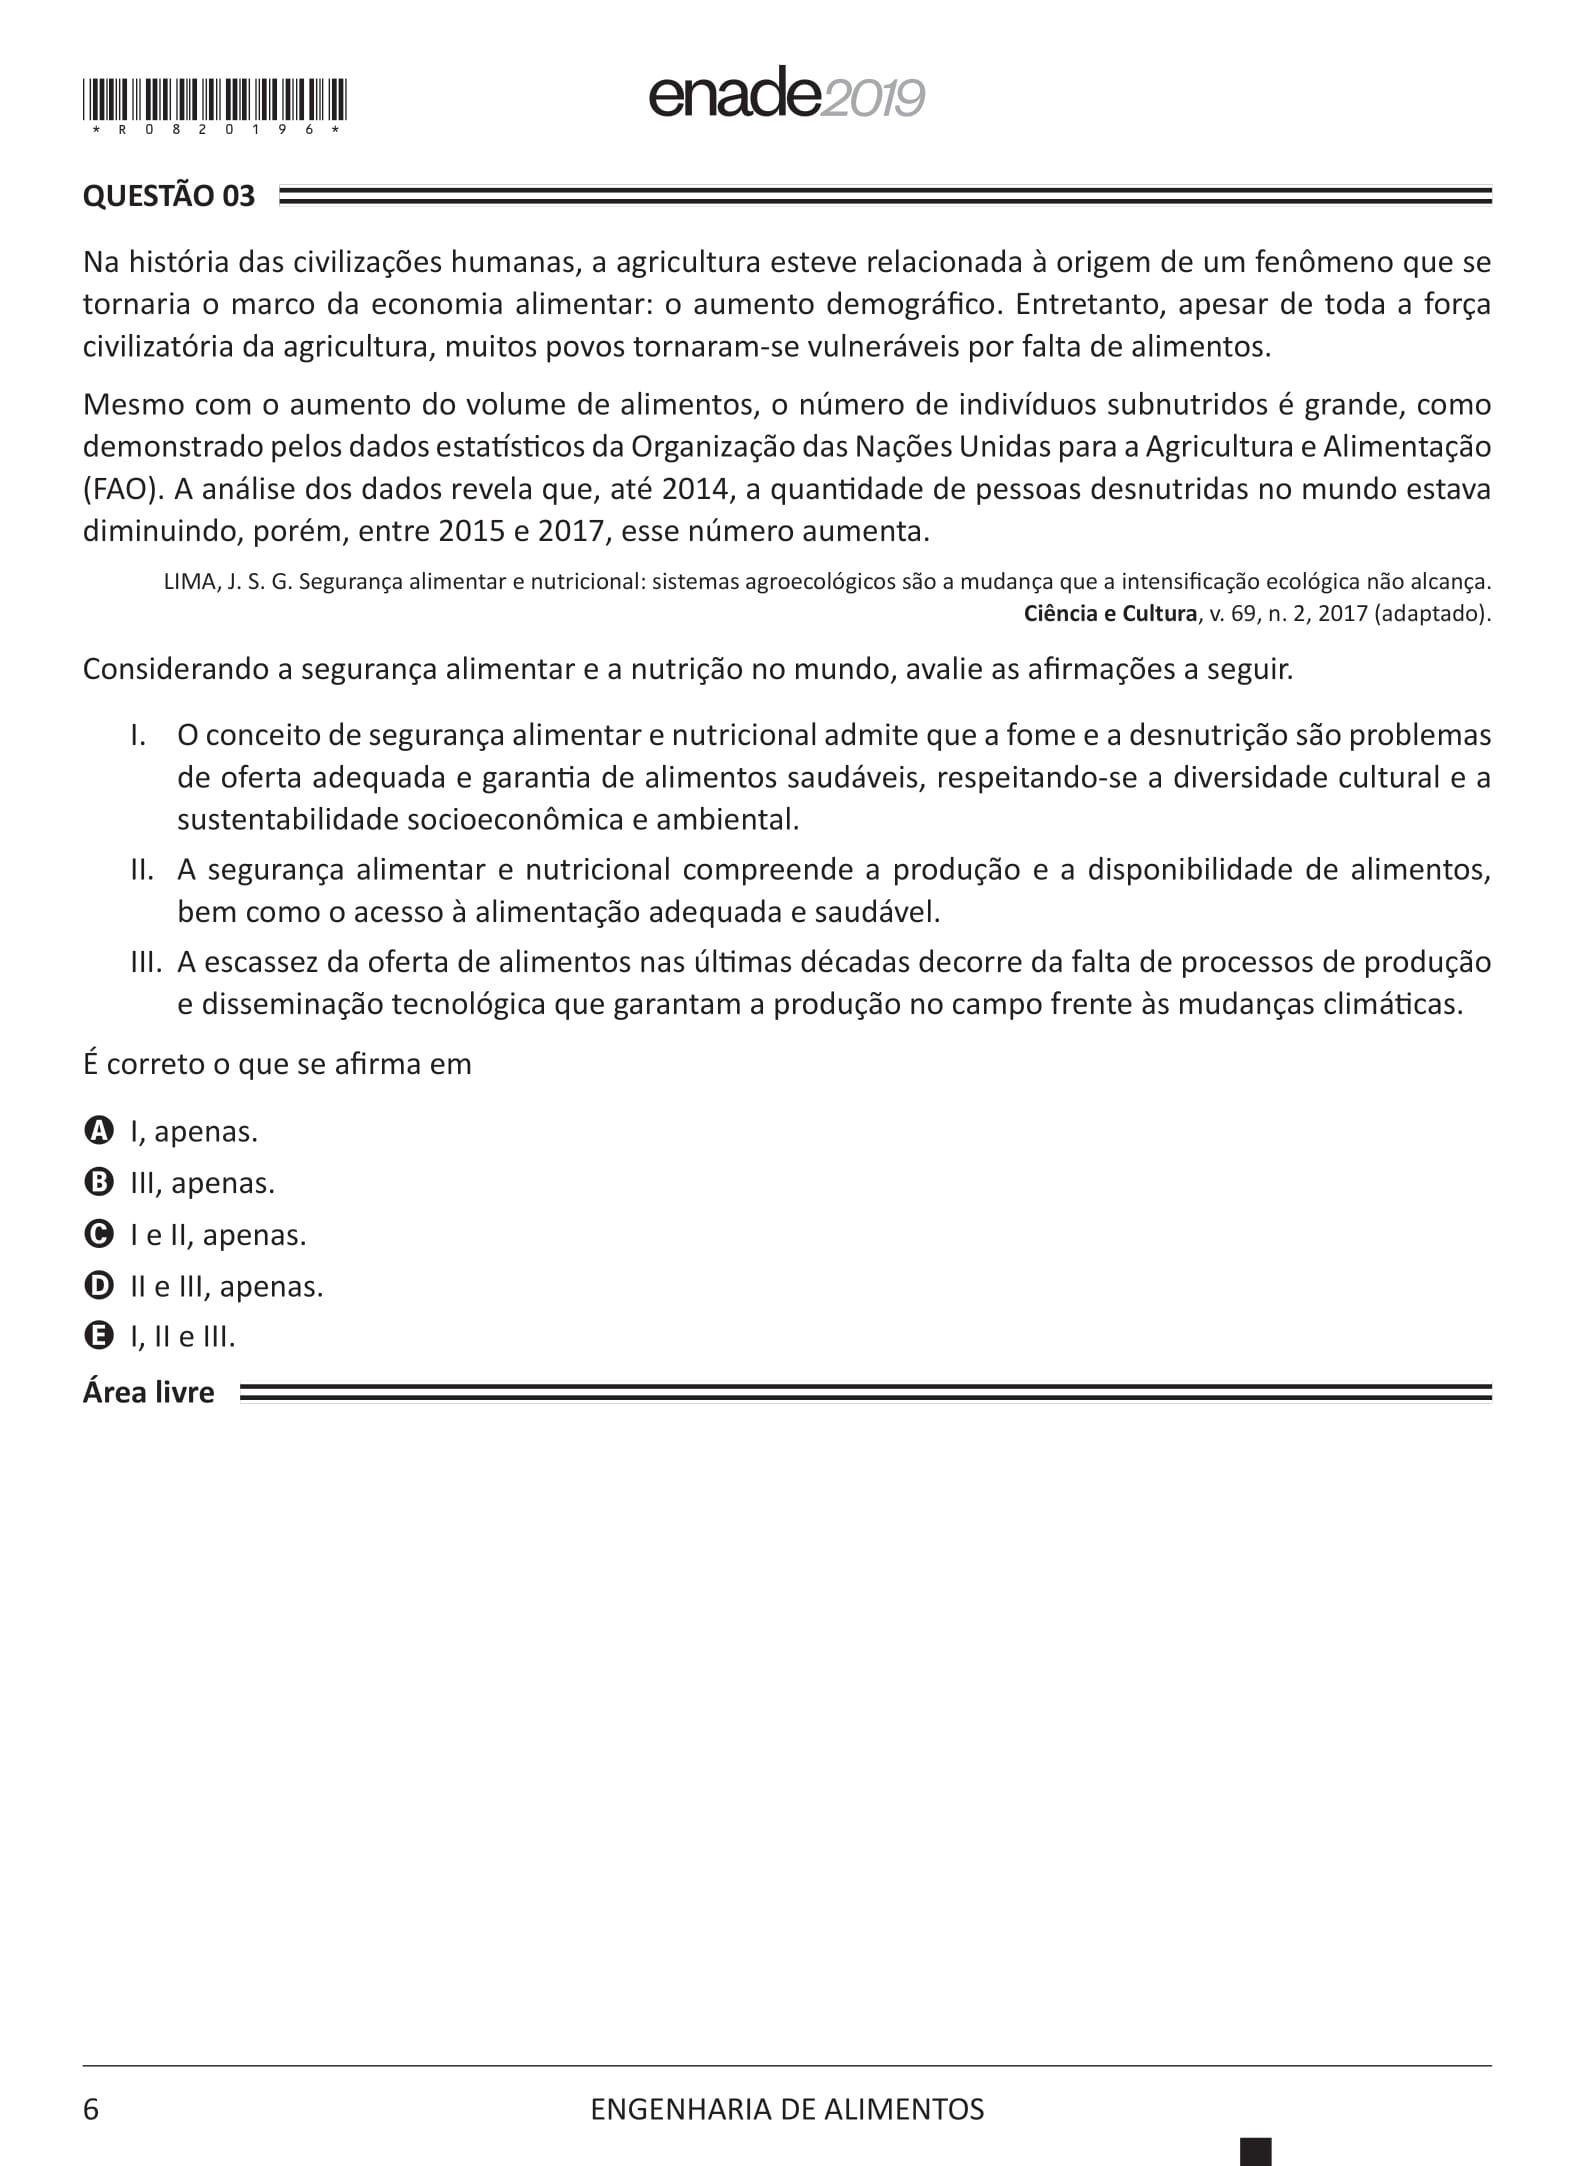 *R0820196*
enade2019
QUESTÃO 03
Na história das civilizações humanas, a agricultura esteve relacionada à origem de um fenômeno que se
tornaria o marco da economia alimentar: o aumento demográfico. Entretanto, apesar de toda a força
civilizatória da agricultura, muitos povos tornaram-se vulneráveis por falta de alimentos.
Mesmo com o aumento do volume de alimentos, o número de indivíduos subnutridos é grande, como
demonstrado pelos dados estatísticos da Organização das Nações Unidas para a Agricultura e Alimentação
(FAO). A análise dos dados revela que, até 2014, a quantidade de pessoas desnutridas no mundo estava
diminuindo, porém, entre 2015 e 2017, esse número aumenta.
LIMA, J. S. G. Segurança alimentar e nutricional: sistemas agroecológicos são a mudança que a intensificação ecológica não alcança.
Ciência e Cultura, v. 69, n. 2, 2017 (adaptado).
Considerando a segurança alimentar e a nutrição no mundo, avalie as afirmações a seguir.
I. O conceito de segurança alimentar e nutricional admite que a fome e a desnutrição são problemas
de oferta adequada e garantia de alimentos saudáveis, respeitando-se a diversidade cultural e a
sustentabilidade socioeconômica e ambiental.
II. A segurança alimentar e nutricional compreende a produção e a disponibilidade de alimentos,
bem como o acesso à alimentação adequada e saudável.
III. A escassez da oferta de alimentos nas últimas décadas decorre da falta de processos de produção
e disseminação tecnológica que garantam a produção no campo frente às mudanças climáticas.
É correto o que se afirma em
A I, apenas.
B III, apenas.
C I e II, apenas.
D II e III, apenas.
E I, II e III.
Área livre
6 ENGENHARIA DE ALIMENTOS